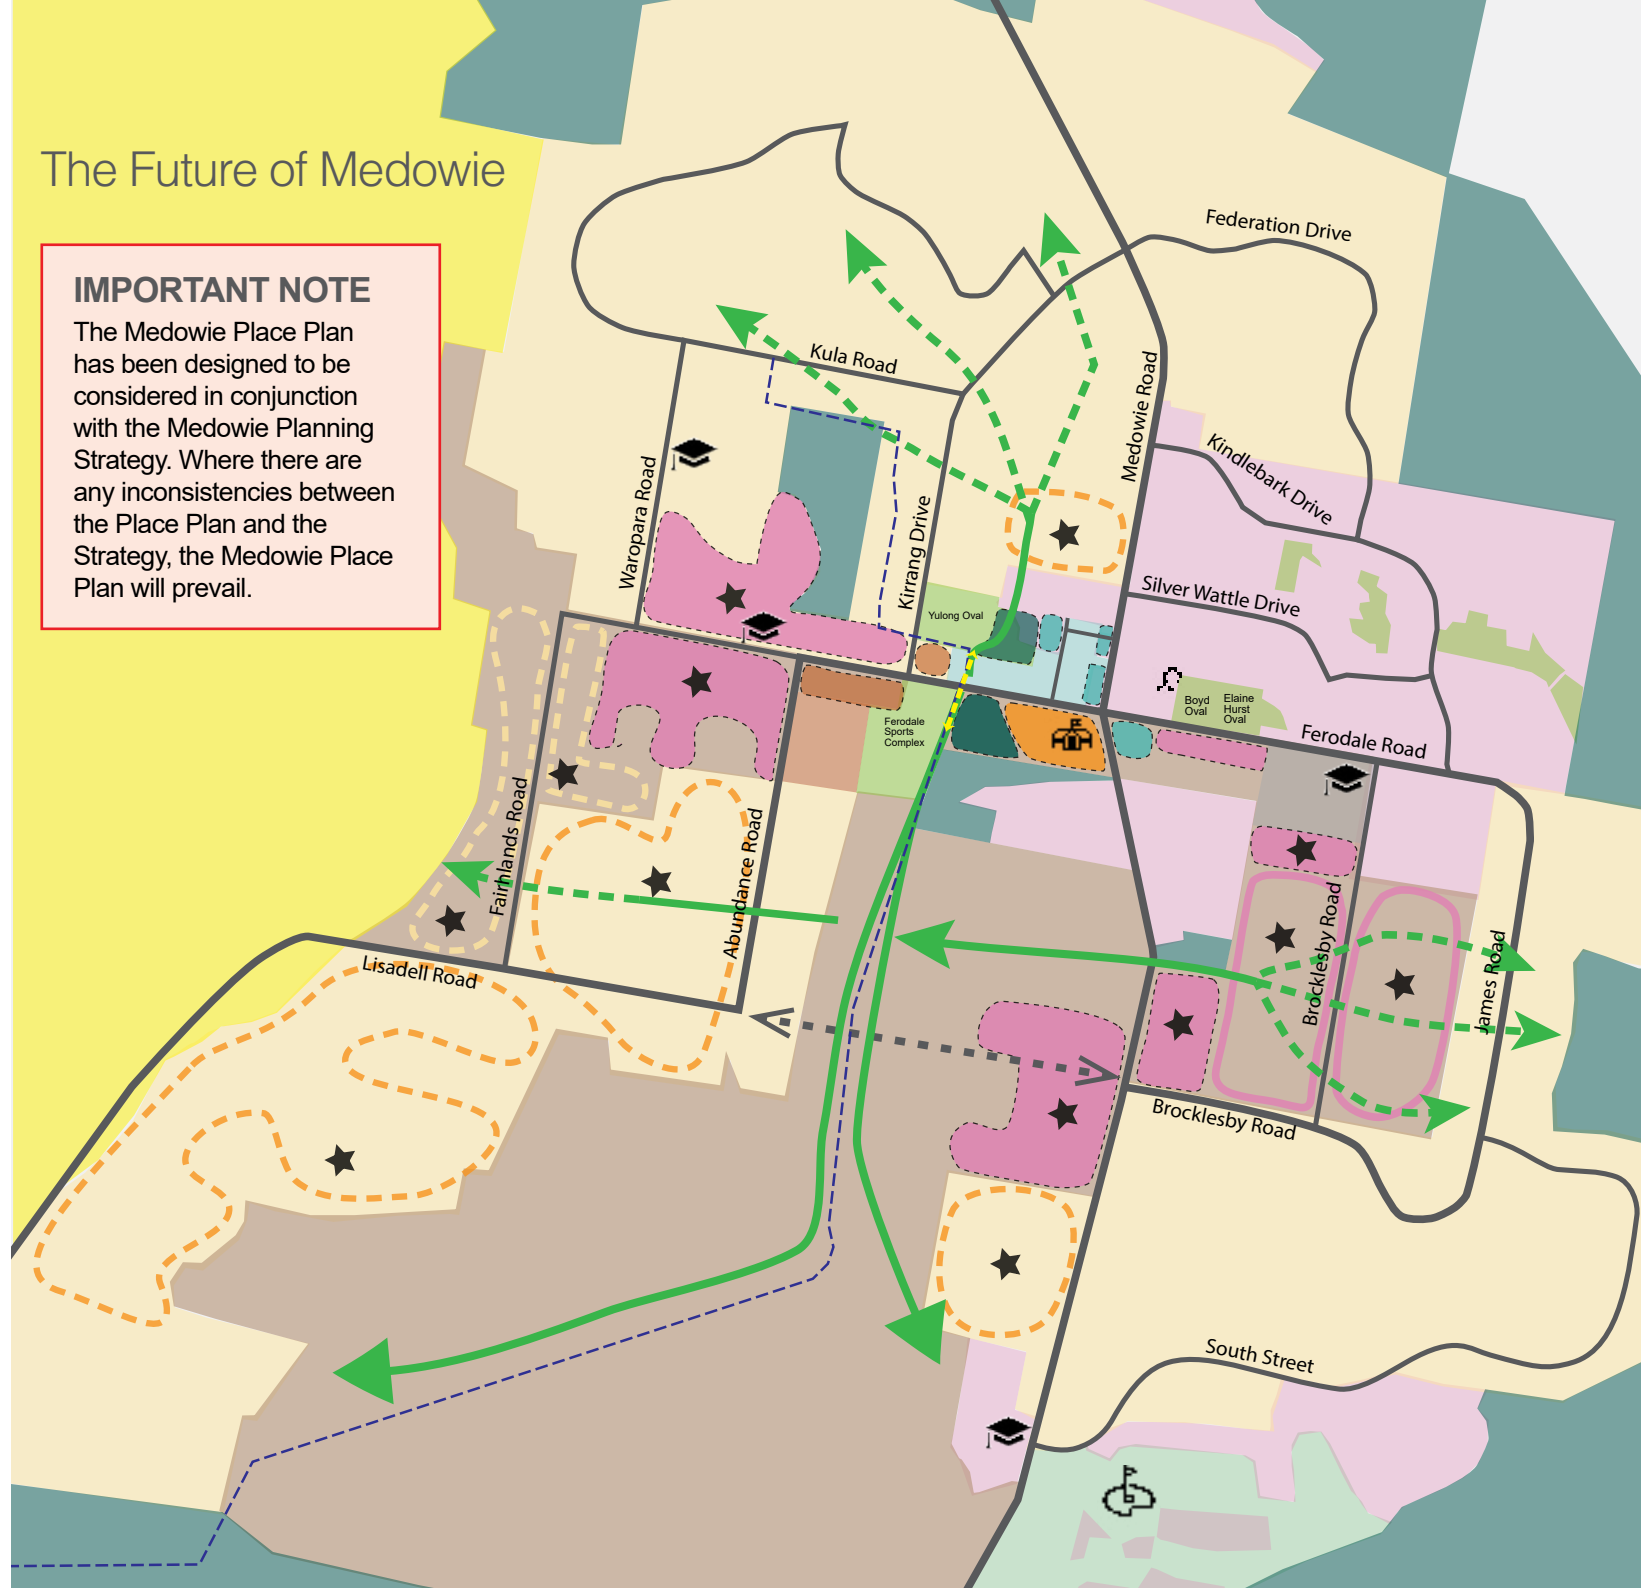 The Future of Medowie
IMPORTANT NOTE
The Medowie Place Plan
has been designed to be
considered in conjunction
with the Medowie Planning
Strategy. Where there are
any inconsistencies between
the Place Plan and the
Strategy, the Medowie Place
Plan will prevail.
Federation Drive
Kula Road
Medowie Road
Kindlebark Drive
Waropara Road
Kirrang Drive
Silver Wattle Drive
Yulong Oval
Boyd
Oval
Elaine
Hurst
Oval
Ferodale
Sports
Complex
Ferodale Road
Fairhlands Road
Abundance Road
Brocklesby Road
James Road
Lisadell Road
Brocklesby Road
South Street